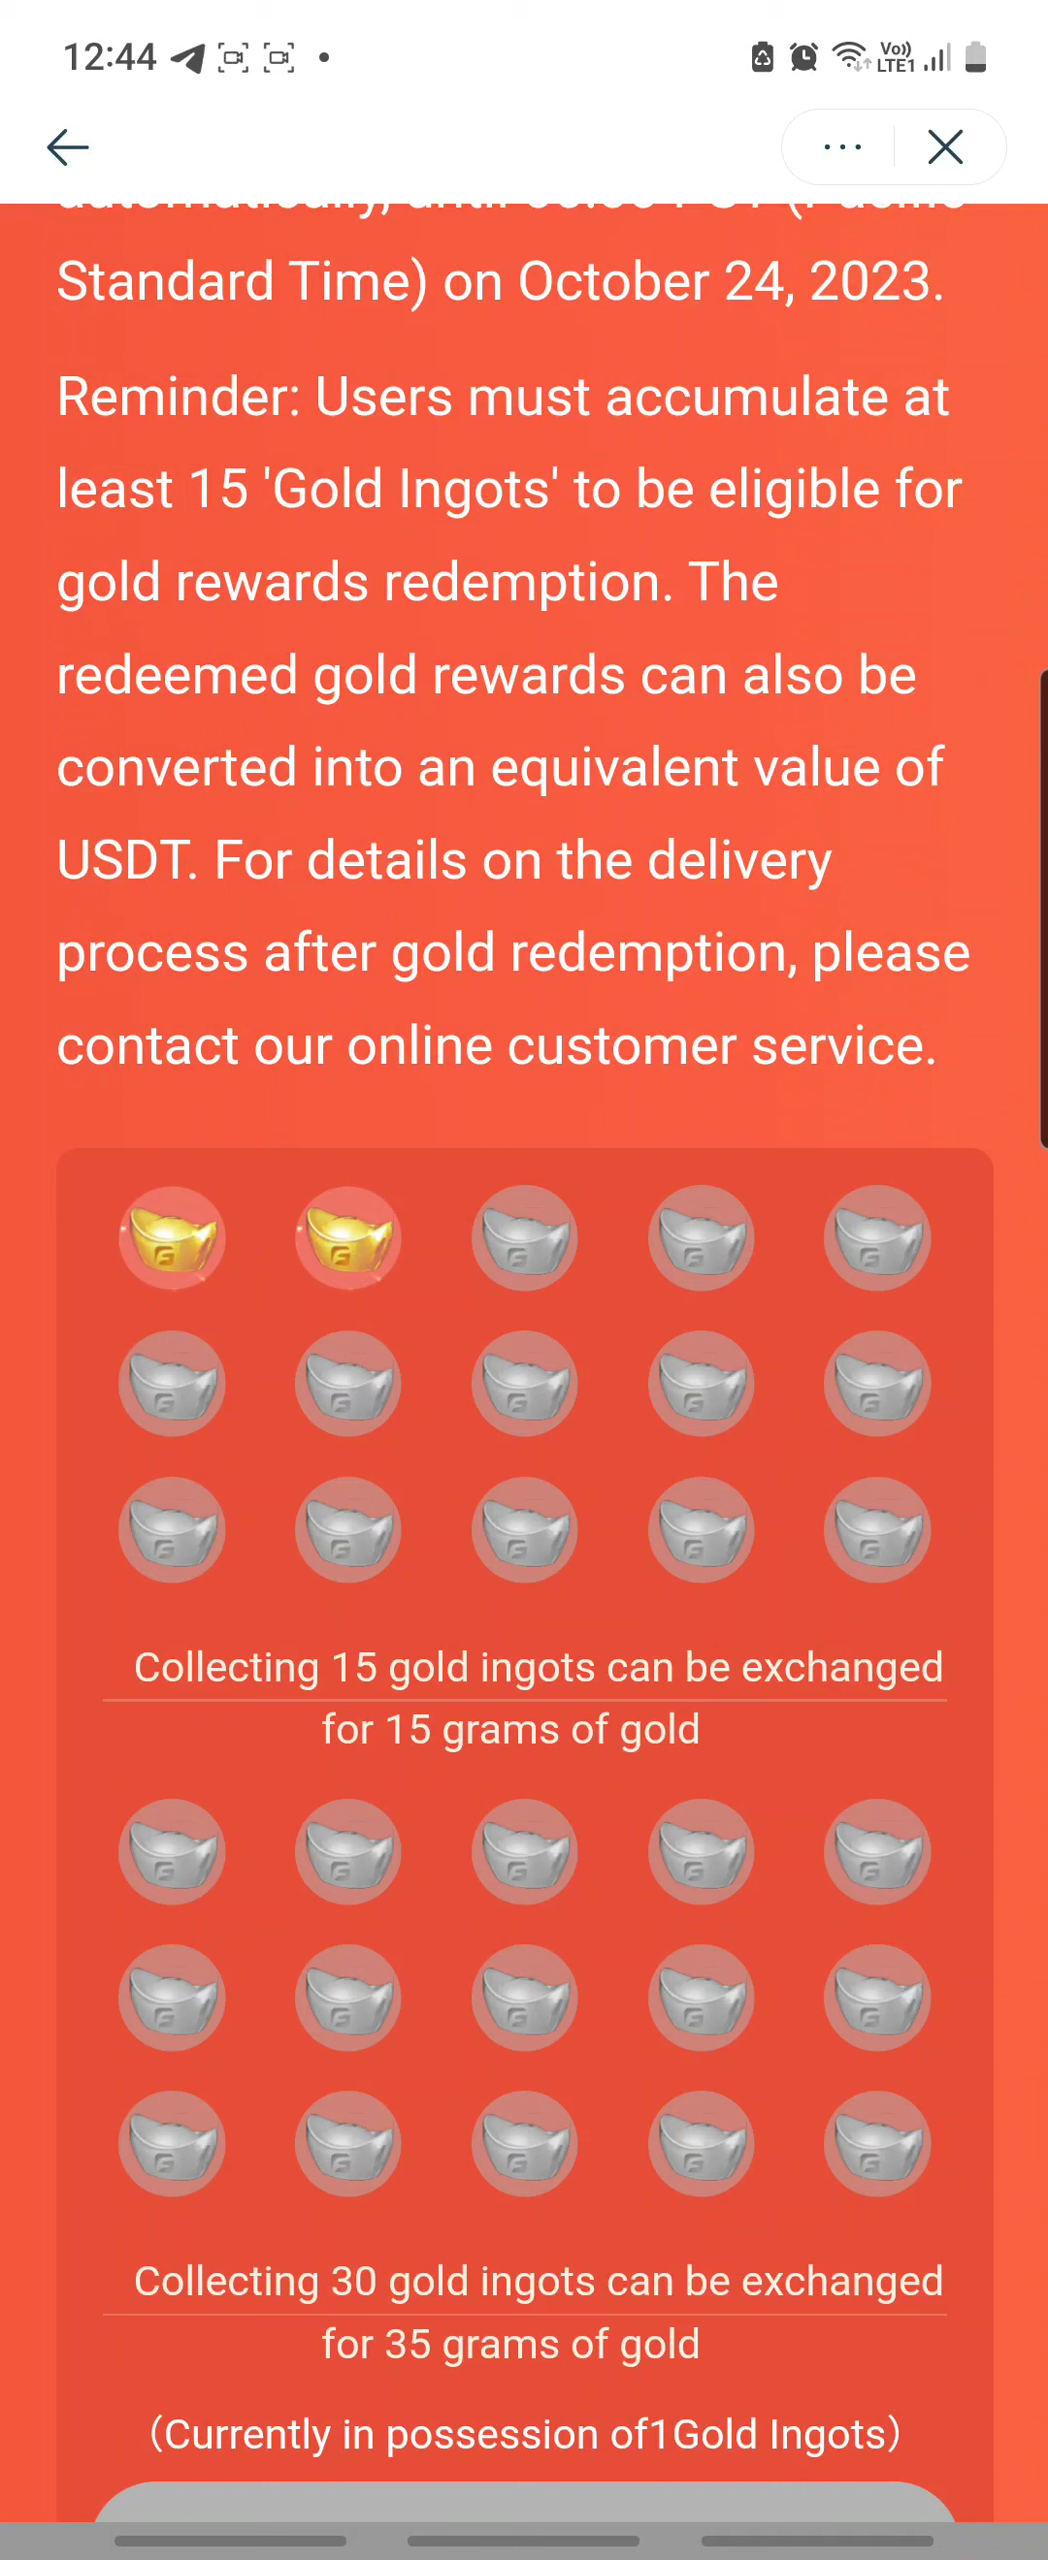 12:44
Vo))
LTE1
Standard Time) on October 24, 2023.
Reminder: Users must accumulate at
least 15 'Gold Ingots' to be eligible for
gold rewards redemption. The
redeemed gold rewards can also be
converted into an equivalent value of
USDT. For details on the delivery
process after gold redemption, please
contact our online customer service.
Collecting 15 gold ingots can be exchanged
for 15 grams of gold
Collecting 30 gold ingots can be exchanged
for 35 grams of gold
（Currently in possession of1Gold Ingots）